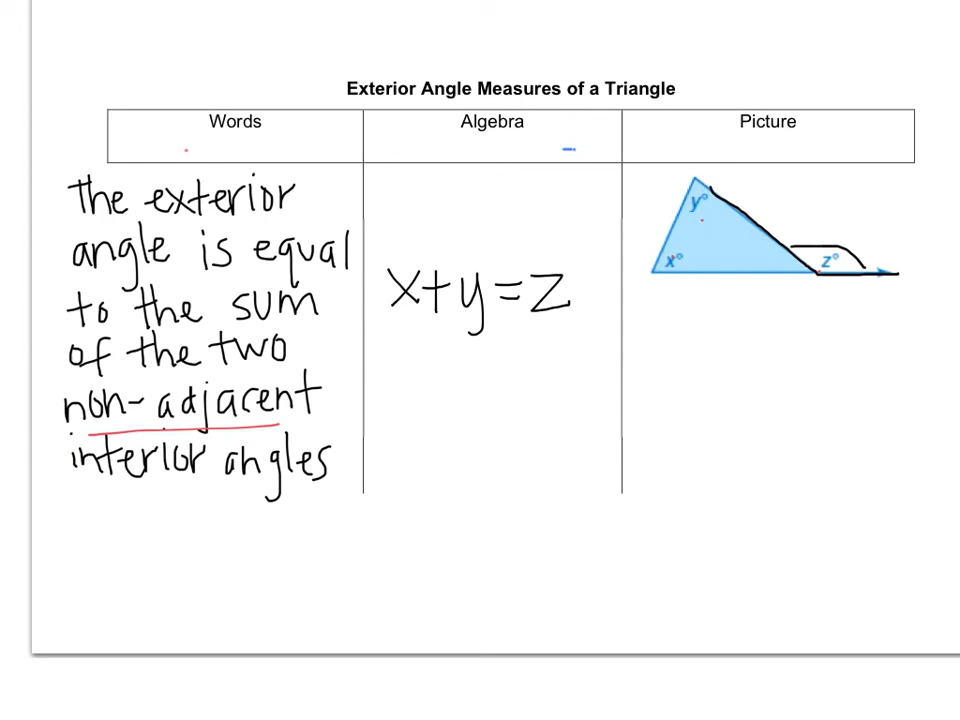 Exterior Angle Measures of a Triangle
Words
Algebra
Picture
The exterior
angle is equal
to the sum
of the two
non-adjacent
interior angles
x+y=z
y°
x°
z°